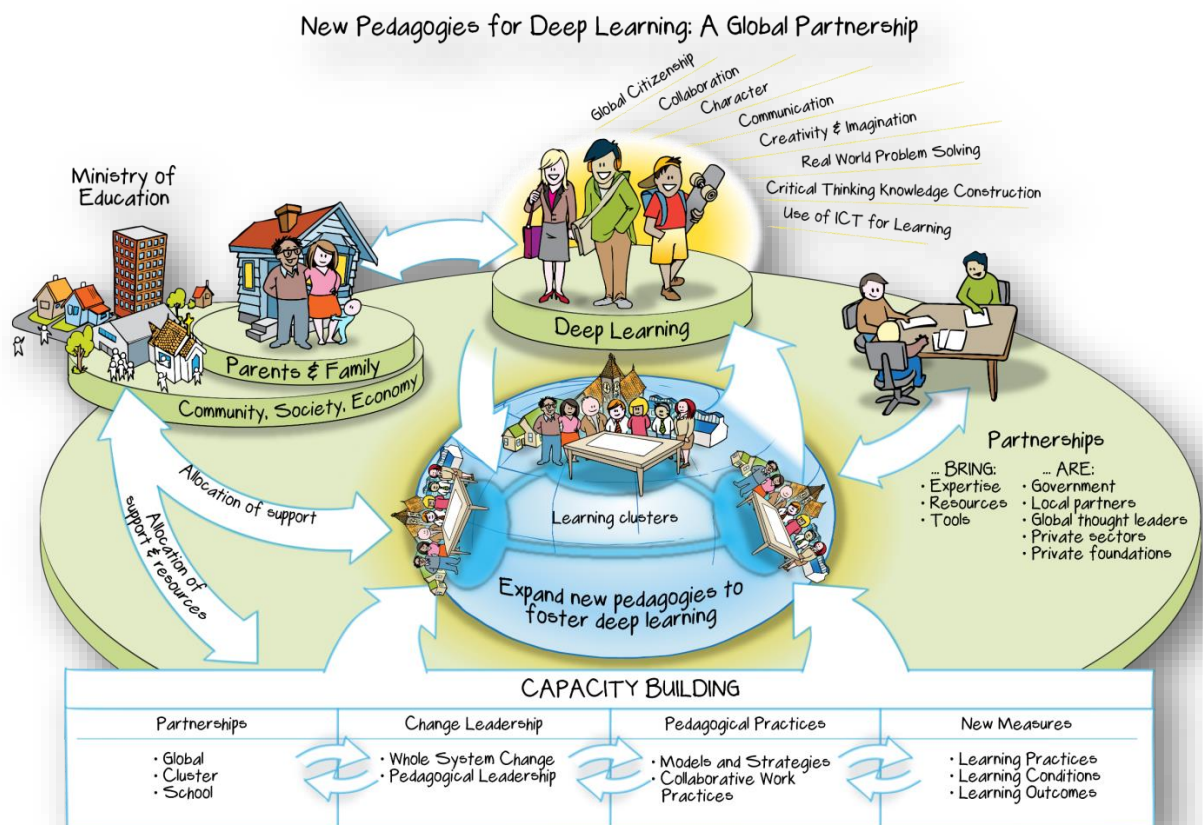 New Pedagogies for Deep Learning: A Global Partnership
Global Citizenship
Collaboration
Character
Communication
Creativity & Imagination
Real World Problem Solving
Critical Thinking Knowledge Construction
Use of ICT for Learning
Ministry of
Education
Parents & Family
Community, Society, Economy
Deep Learning
Partnerships
... BRING:
• Expertise
• Resources
• Tools
... ARE:
• Government
• Local partners
• Global thought leaders
• Private sectors
• Private foundations
Allocation of support
Allocation of
support & resources
Learning clusters
Expand new pedagogies to
foster deep learning
CAPACITY BUILDING
Partnerships
• Global
• Cluster
• School
Change Leadership
• Whole System Change
• Pedagogical Leadership
Pedagogical Practices
• Models and Strategies
• Collaborative Work
Practices
New Measures
• Learning Practices
• Learning Conditions
• Learning Outcomes